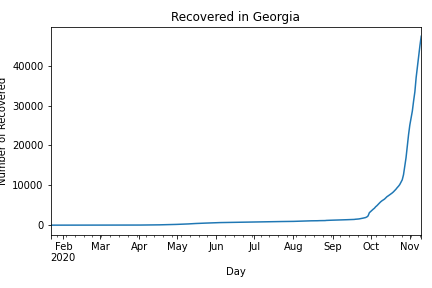 Recovered in Georgia
Number of Recovered
40000
30000
20000
10000
0
Feb Mar Apr May Jun Jul Aug Sep Oct Nov
2020
Day